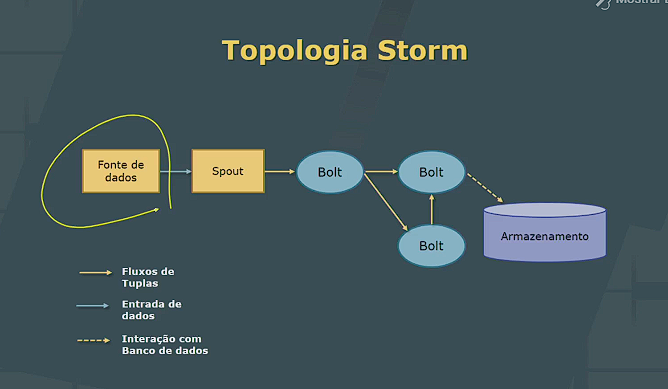 Topologia Storm
Fonte de
dados
Spout
Bolt
Bolt
Bolt
Armazenamento
Fluxos de
Tuplas
Entrada de
dados
Interação com
Banco de dados